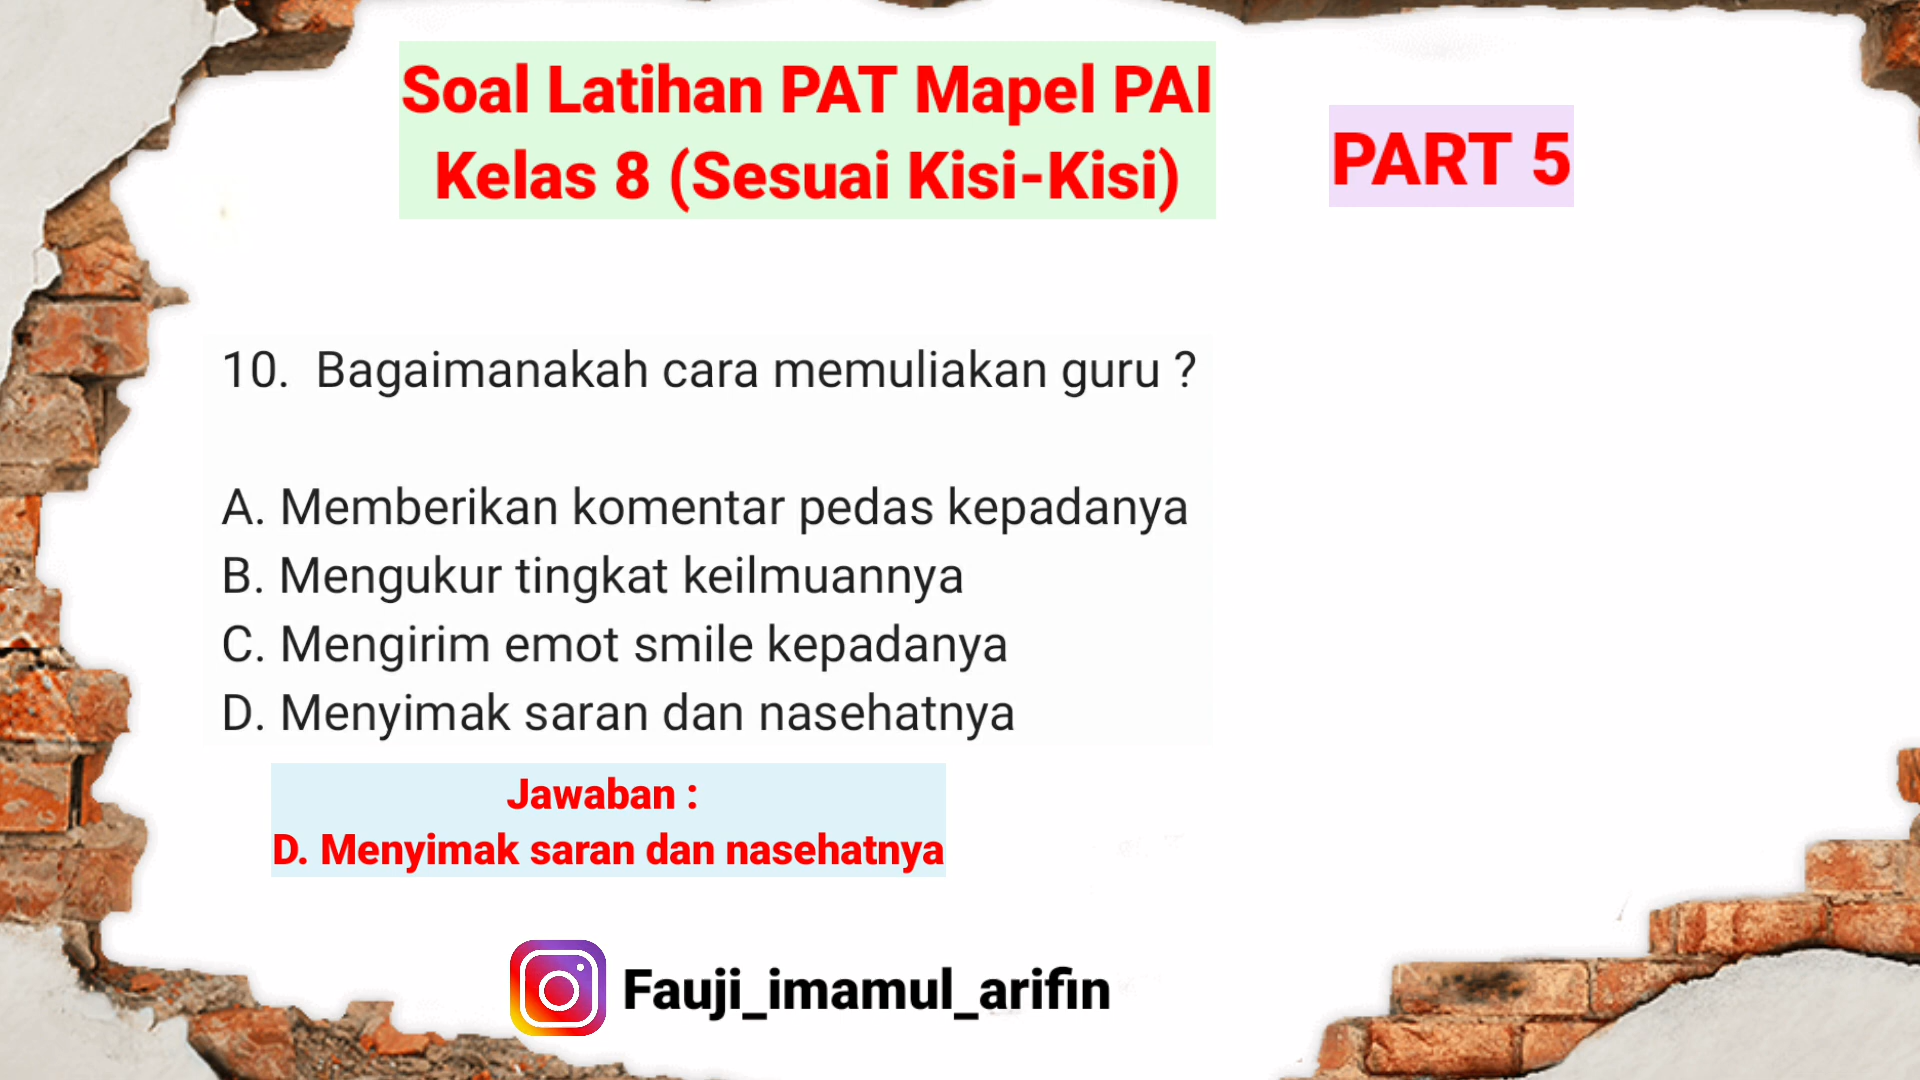 Soal Latihan PAT Mapel PAI
Kelas 8 (Sesuai Kisi-Kisi)
PART 5
10.  Bagaimanakah cara memuliakan guru ?
A. Memberikan komentar pedas kepadanya
B. Mengukur tingkat keilmuannya
C. Mengirim emot smile kepadanya
D. Menyimak saran dan nasehatnya
Jawaban :
D. Menyimak saran dan nasehatnya
Fauji_imamul_arifin